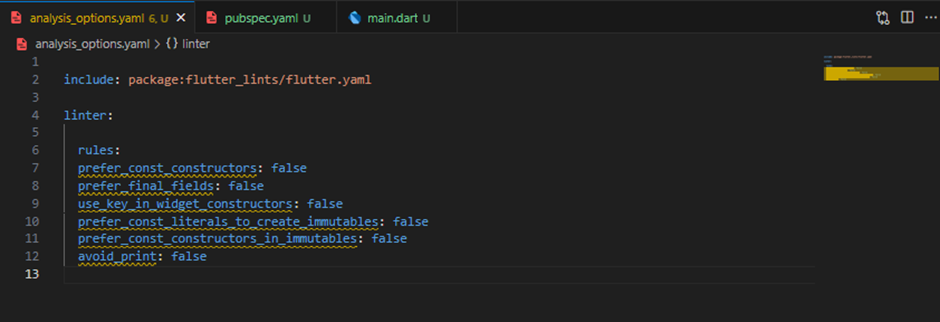 analysis_options.yaml 6, U pubspec.yaml U main.dart U
analysis_options.yaml > {} linter
1
2 include: package:flutter_lints/flutter.yaml
3
4 linter:
5
6 rules:
7 prefer_const_constructors: false
8 prefer_final_fields: false
9 use_key_in_widget_constructors: false
10 prefer_const_literals_to_create_immutables: false
11 prefer_const_constructors_in_immutables: false
12 avoid_print: false
13